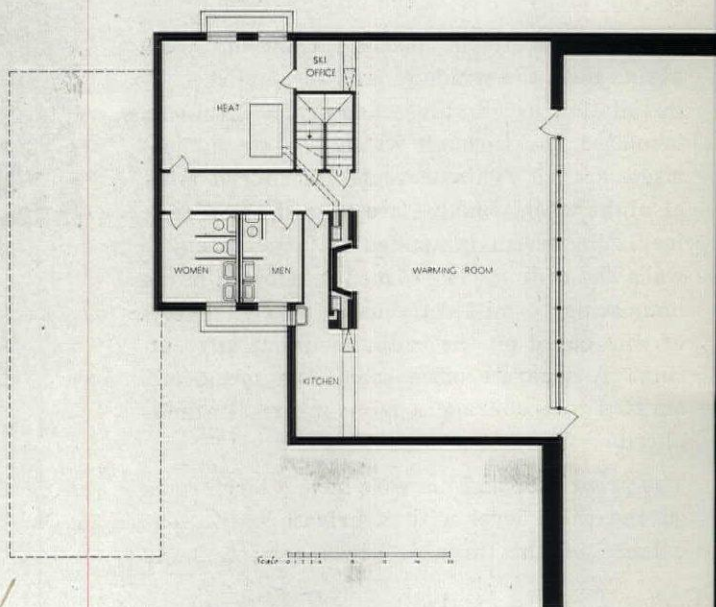 SKI
OFFICE
HEAT
WOMEN
MEN
WARMING ROOM
KITCHEN
U
Scale